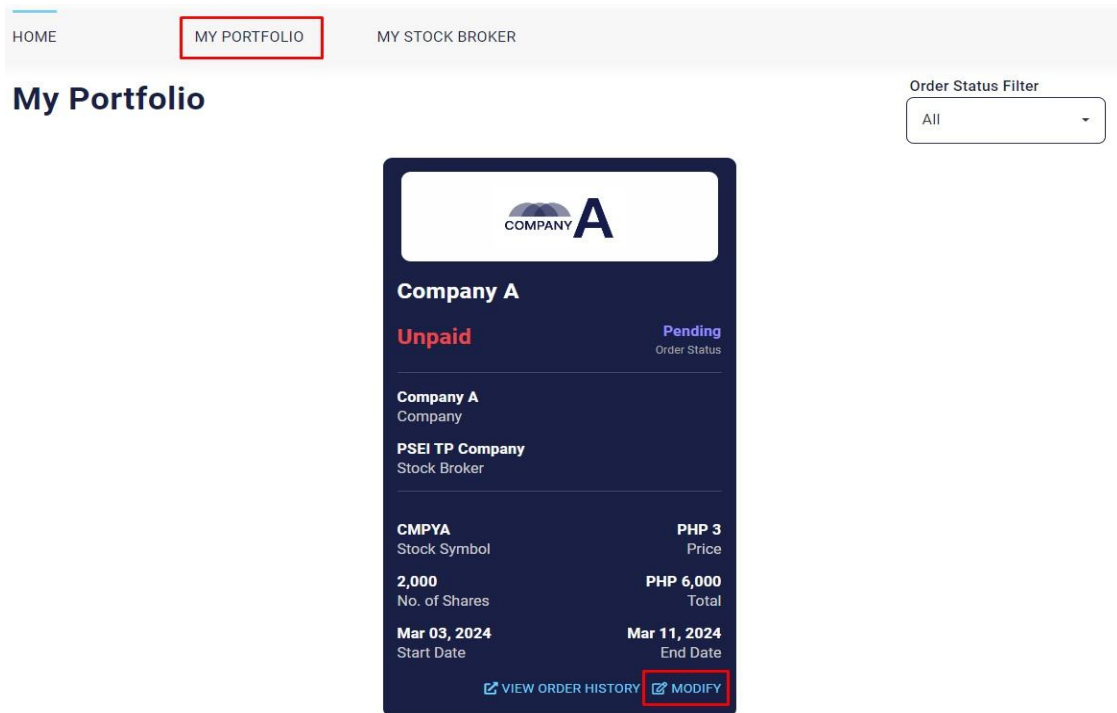 HOME MY PORTFOLIO MY STOCK BROKER
My Portfolio
Order Status Filter
All
COMPANY A
Company A
Unpaid Pending
Order Status
Company A
Company
PSEI TP Company
Stock Broker
CMPYA PHP 3
Stock Symbol Price
2,000 PHP 6,000
No. of Shares Total
Mar 03, 2024 Mar 11, 2024
Start Date End Date
VIEW ORDER HISTORY MODIFY